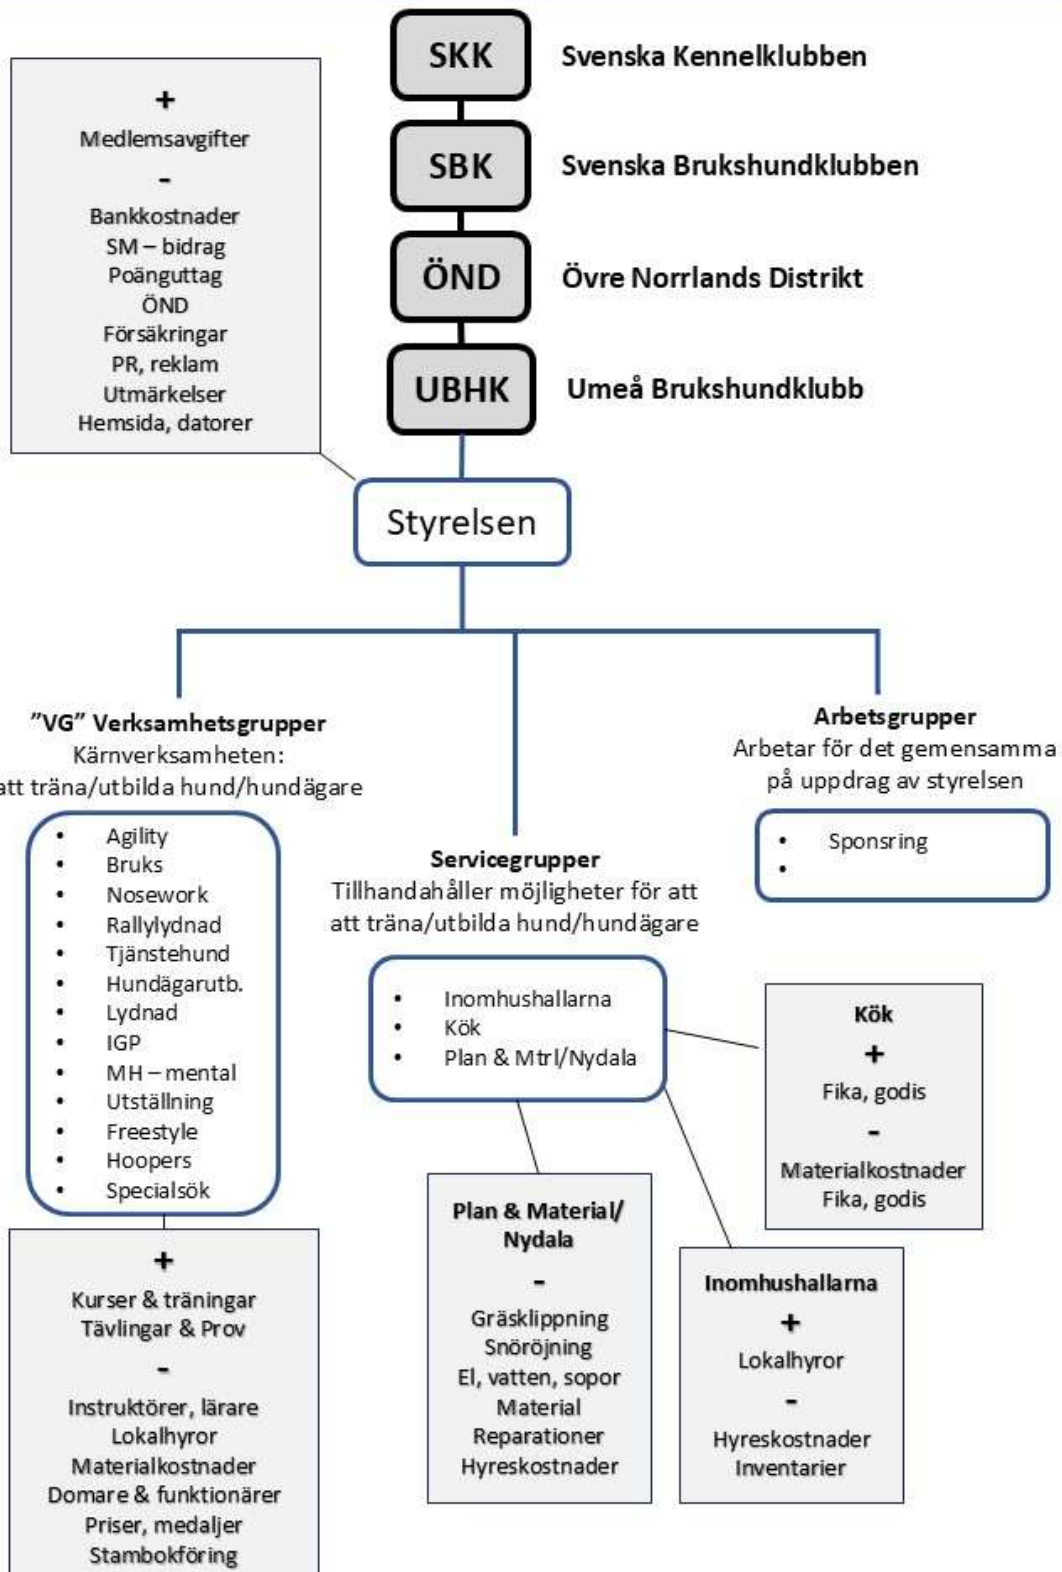 SKK
Svenska Kennelklubben
SBK
Svenska Brukshundklubben
ÖND
Övre Norrlands Distrikt
UBHK
Umeå Brukshundklubb
+
Medlemsavgifter
-
Bankkostnader
SM – bidrag
Poänguttag
ÖND
Försäkringar
PR, reklam
Utmärkelser
Hemsida, datorer
Styrelsen
”VG” Verksamhetsgrupper
Kärnverksamheten:
att träna/utbilda hund/hundägare
• Agility
• Bruks
• Nosework
• Rallylydnad
• Tjänstehund
• Hundägarutb.
• Lydnad
• IGP
• MH – mental
• Utställning
• Freestyle
• Hoopers
• Specialsök
+
Kurser & träningar
Tävlingar & Prov
-
Instruktörer, lärare
Lokalhyror
Materialkostnader
Domare & funktionärer
Priser, medaljer
Stambokföring
Servicegrupper
Tillhandahåller möjligheter för att
att träna/utbilda hund/hundägare
• Inomhushallarna
• Kök
• Plan & Mtrl/Nydala
Plan & Material/
Nydala
-
Gräsklippning
Snöröjning
El, vatten, sopor
Material
Reparationer
Hyreskostnader
Arbetsgrupper
Arbetar för det gemensamma
på uppdrag av styrelsen
• Sponsring
•
Kök
+
Fika, godis
-
Materialkostnader
Fika, godis
Inomhushallarna
+
Lokalhyror
-
Hyreskostnader
Inventarier